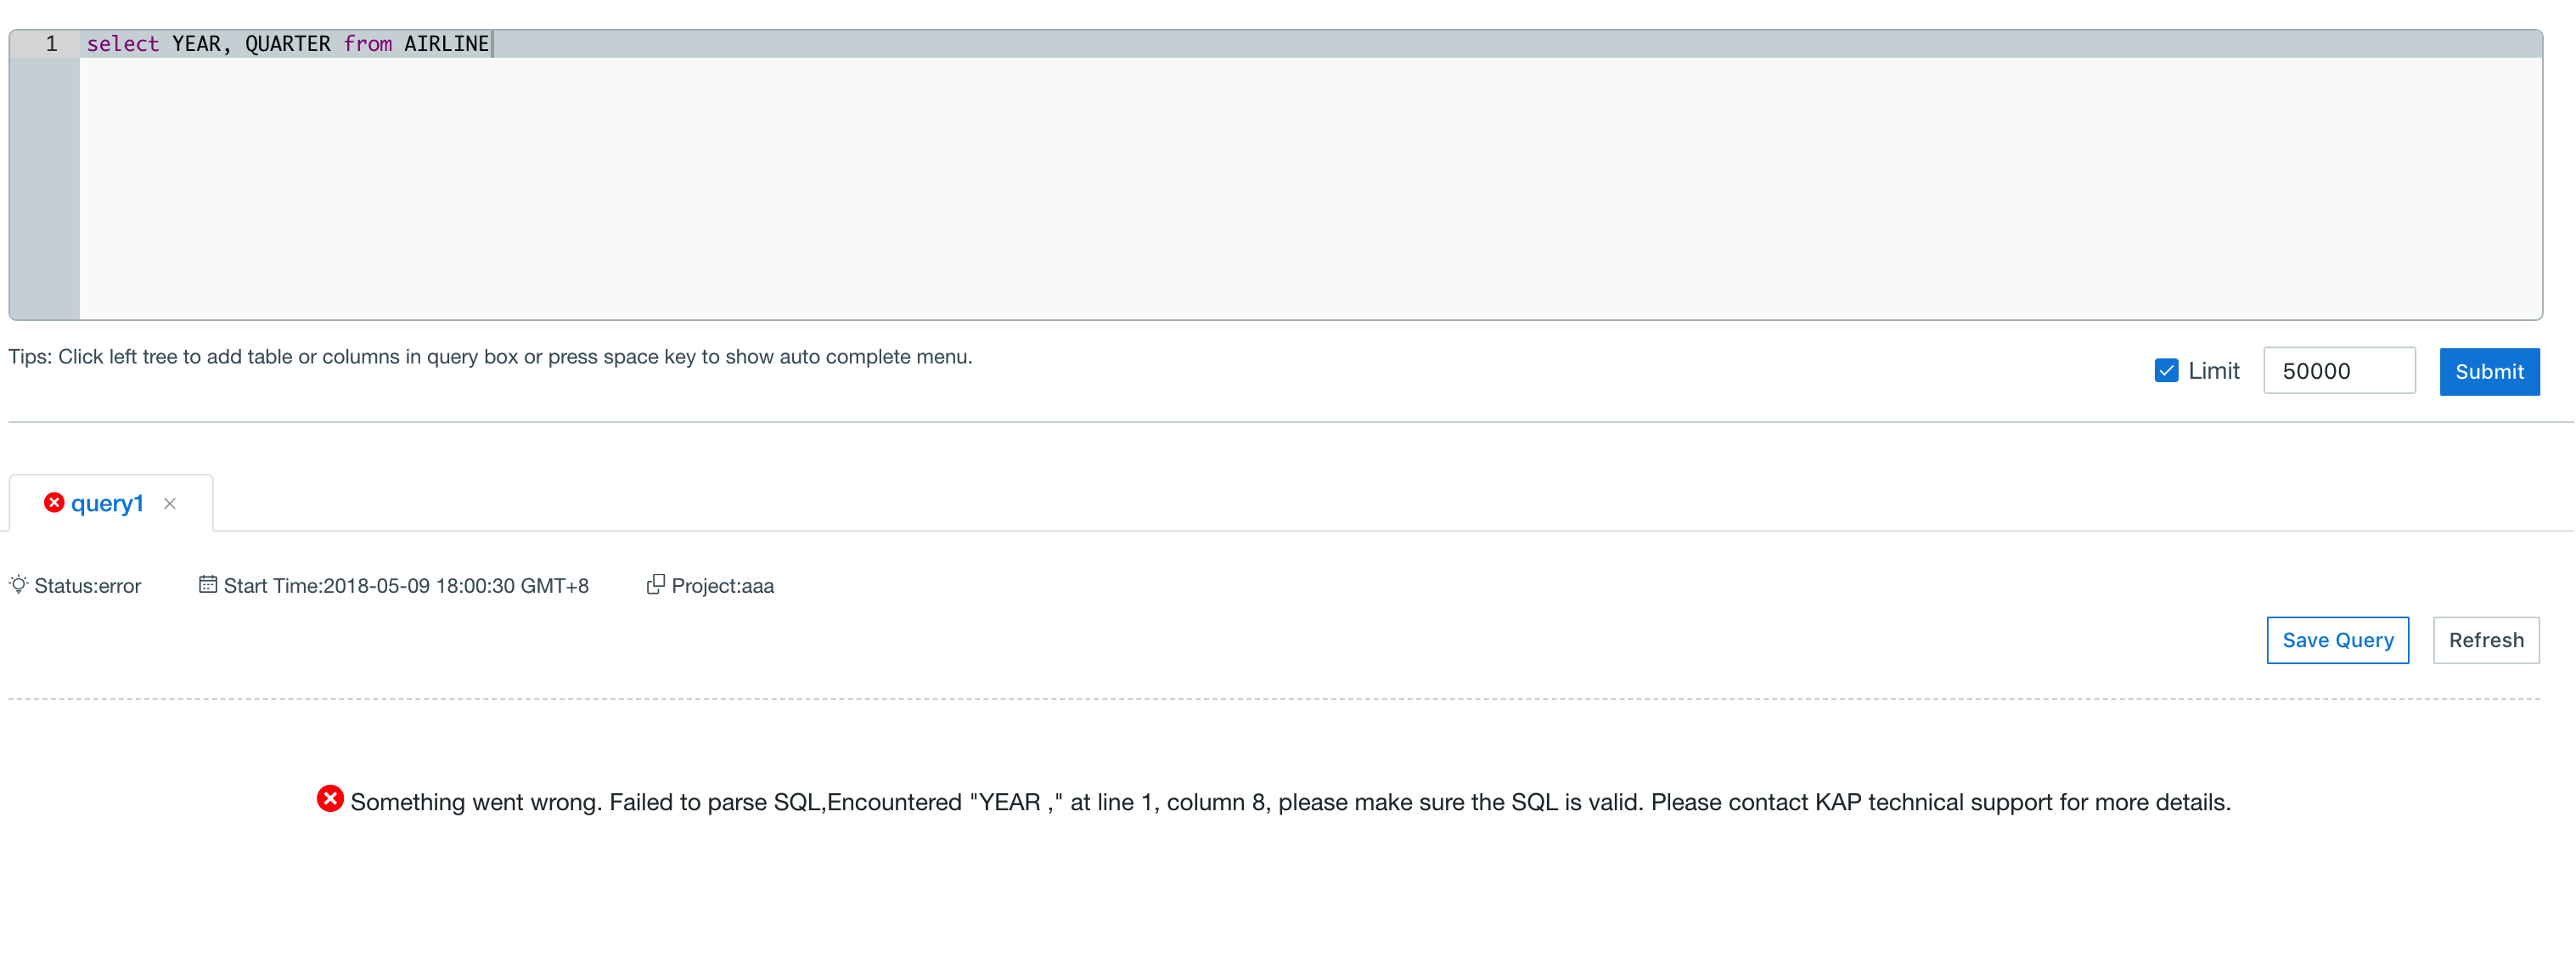 1 select YEAR, QUARTER from AIRLINE
Tips: Click left tree to add table or columns in query box or press space key to show auto complete menu.
Limit 50000 Submit
query1
Status:error Start Time:2018-05-09 18:00:30 GMT+8 Project:aaa
Save Query Refresh
Something went wrong. Failed to parse SQL,Encountered "YEAR ," at line 1, column 8, please make sure the SQL is valid. Please contact KAP technical support for more details.